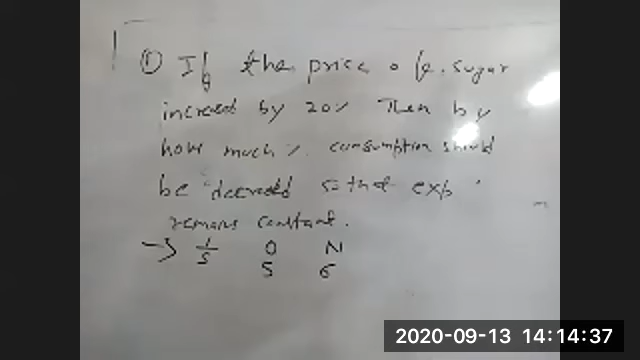 ① If the price of sugar
increased by 20% Then by
how much % consumption should
be decreased so that exp
remains constant.
→ 1/5 O N
5 6
2020-09-13 14:14:37